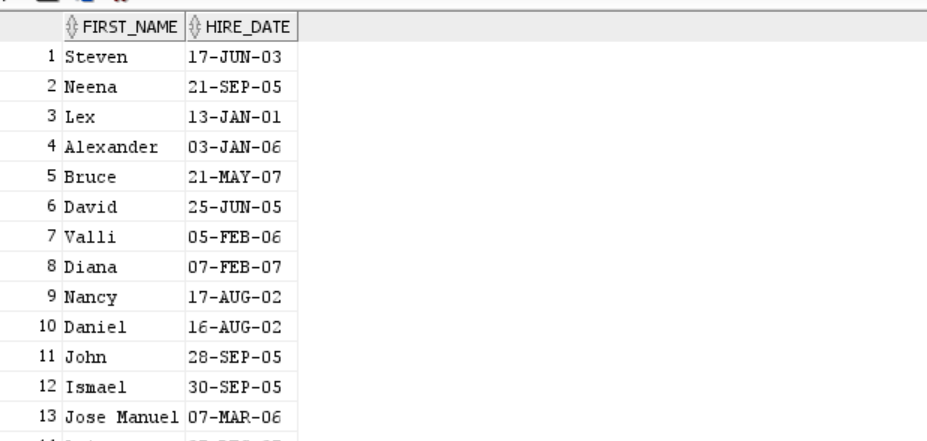 FIRST_NAME HIRE_DATE
1 Steven 17-JUN-03
2 Neena 21-SEP-05
3 Lex 13-JAN-01
4 Alexander 03-JAN-06
5 Bruce 21-MAY-07
6 David 25-JUN-05
7 Valli 05-FEB-06
8 Diana 07-FEB-07
9 Nancy 17-AUG-02
10 Daniel 16-AUG-02
11 John 28-SEP-05
12 Ismael 30-SEP-05
13 Jose Manuel 07-MAR-06